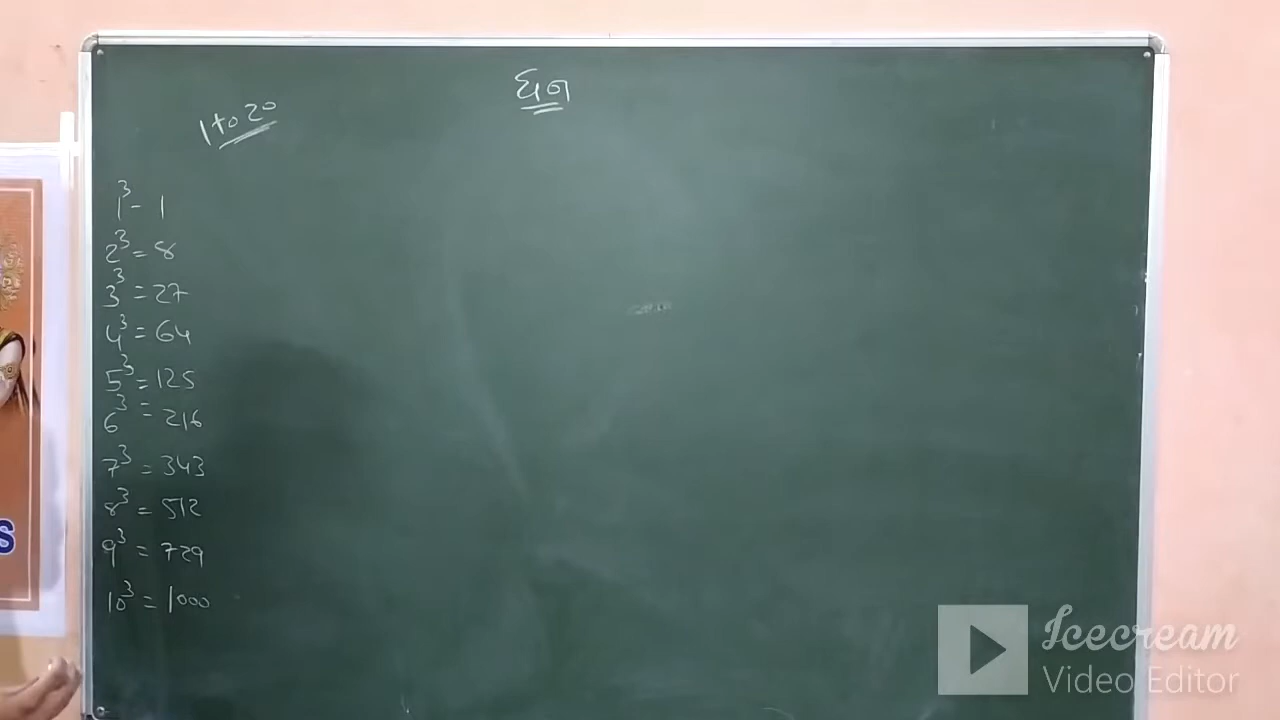 ઘન
1 to 20
1³ - 1
2³ = 8
3³ = 27
4³ = 64
5³ = 125
6³ = 216
7³ = 343
8³ = 512
9³ = 729
10³ = 1000
S
Icecream
Video Editor